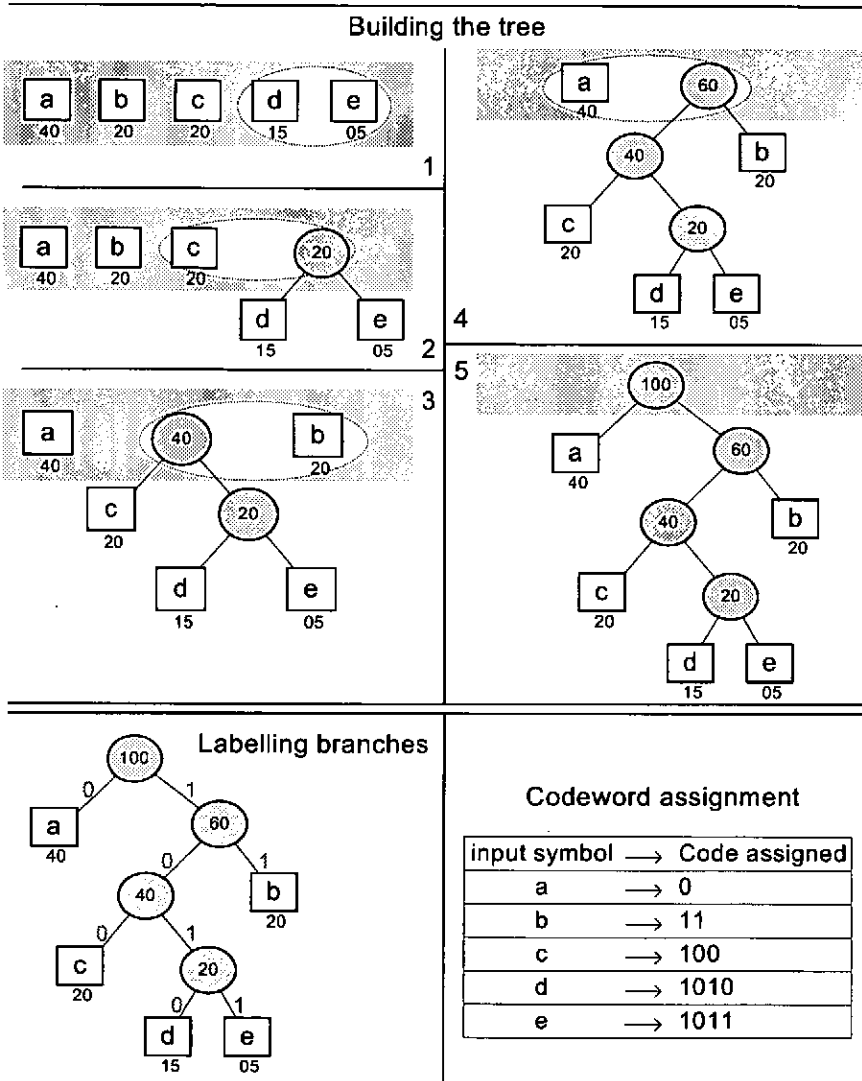 Building the tree
a b c d e
40 20 20 15 05
1
a b c 20
40 20 20
d e
15 05
2
3
a 40 b
40 20
c 20
20
d e
15 05
a 60
40
40 b
20
c 20
20
d e
15 05
4
5
100
a 60
40
40 b
20
c 20
20
d e
15 05
Labelling branches
100
0 1
a 60
40
0 1
40 b
20
0 1
c 20
20
0 1
d e
15 05
Codeword assignment
input symbol → Code assigned
a → 0
b → 11
c → 100
d → 1010
e → 1011